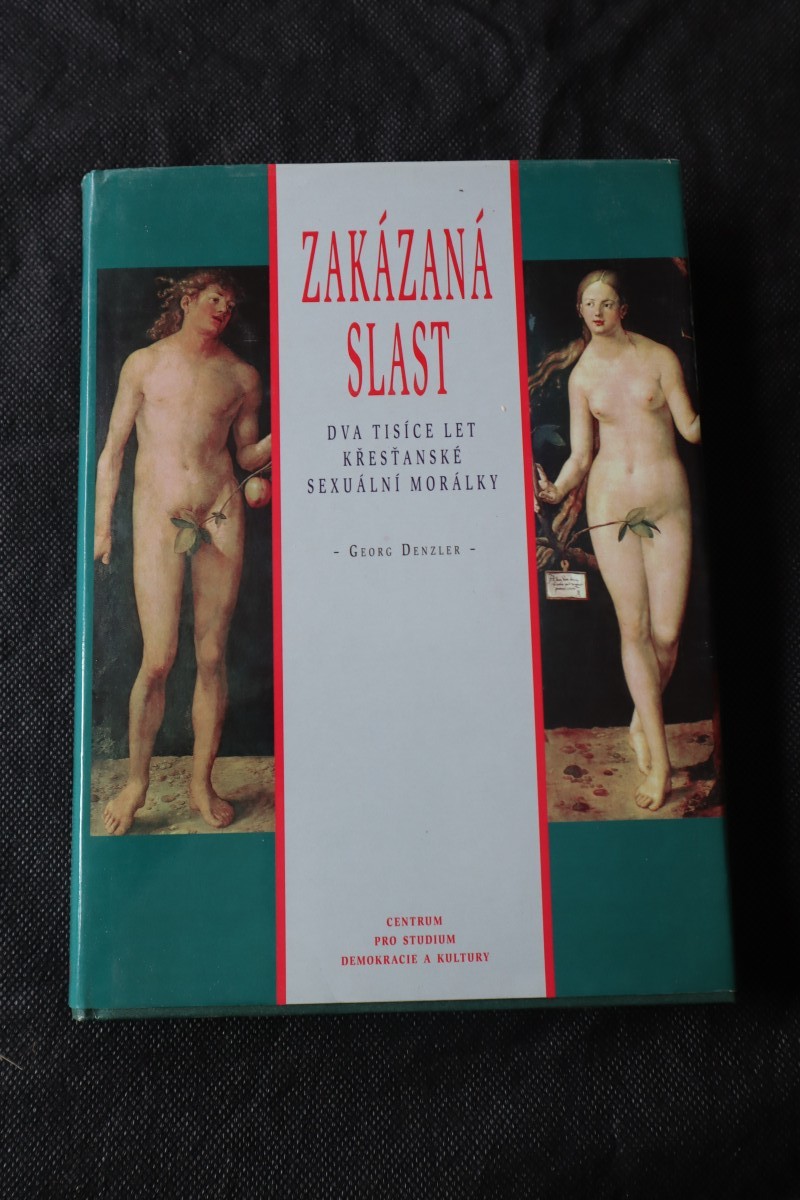 ZAKÁZANÁ
SLAST
DVA TISÍCE LET
KŘESŤANSKÉ
SEXUÁLNÍ MORÁLKY
– GEORG DENZLER –
CENTRUM
PRO STUDIUM
DEMOKRACIE A KULTURY